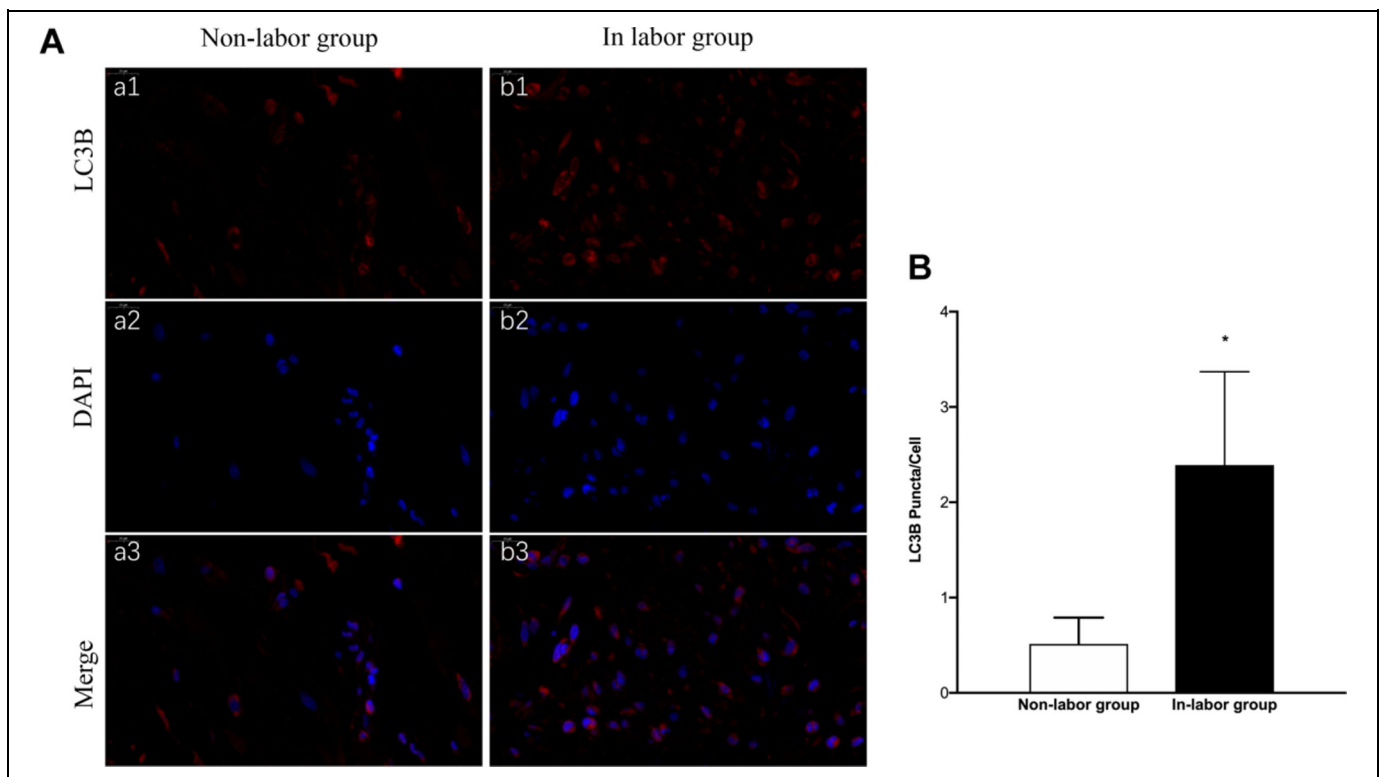 A
Non-labor group
In labor group
LC3B
a1
b1
DAPI
a2
b2
Merge
a3
b3
B
LC3B Puncta/Cell
4
3
2
1
0
*
Non-labor group
In-labor group